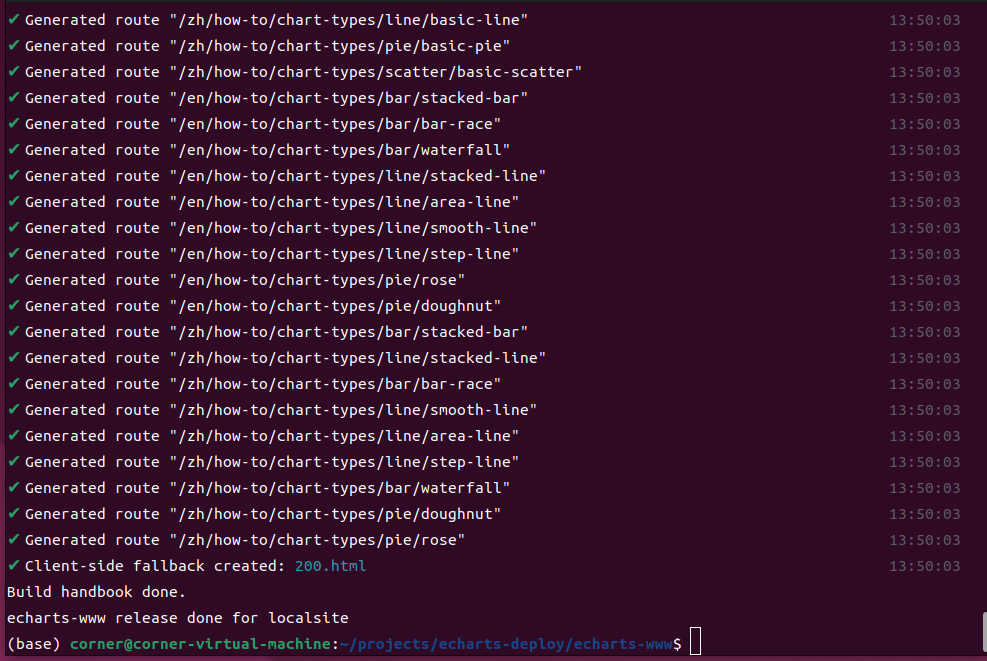 ✔ Generated route "/zh/how-to/chart-types/line/basic-line" 13:50:03
✔ Generated route "/zh/how-to/chart-types/pie/basic-pie" 13:50:03
✔ Generated route "/zh/how-to/chart-types/scatter/basic-scatter" 13:50:03
✔ Generated route "/en/how-to/chart-types/bar/stacked-bar" 13:50:03
✔ Generated route "/en/how-to/chart-types/bar/bar-race" 13:50:03
✔ Generated route "/en/how-to/chart-types/bar/waterfall" 13:50:03
✔ Generated route "/en/how-to/chart-types/line/stacked-line" 13:50:03
✔ Generated route "/en/how-to/chart-types/line/area-line" 13:50:03
✔ Generated route "/en/how-to/chart-types/line/smooth-line" 13:50:03
✔ Generated route "/en/how-to/chart-types/line/step-line" 13:50:03
✔ Generated route "/en/how-to/chart-types/pie/rose" 13:50:03
✔ Generated route "/en/how-to/chart-types/pie/doughnut" 13:50:03
✔ Generated route "/zh/how-to/chart-types/bar/stacked-bar" 13:50:03
✔ Generated route "/zh/how-to/chart-types/line/stacked-line" 13:50:03
✔ Generated route "/zh/how-to/chart-types/bar/bar-race" 13:50:03
✔ Generated route "/zh/how-to/chart-types/line/smooth-line" 13:50:03
✔ Generated route "/zh/how-to/chart-types/line/area-line" 13:50:03
✔ Generated route "/zh/how-to/chart-types/line/step-line" 13:50:03
✔ Generated route "/zh/how-to/chart-types/bar/waterfall" 13:50:03
✔ Generated route "/zh/how-to/chart-types/pie/doughnut" 13:50:03
✔ Generated route "/zh/how-to/chart-types/pie/rose" 13:50:03
✔ Client-side fallback created: 200.html 13:50:03
Build handbook done.
echarts-www release done for localsite
(base) corner@corner-virtual-machine:~/projects/echarts-deploy/echarts-www$